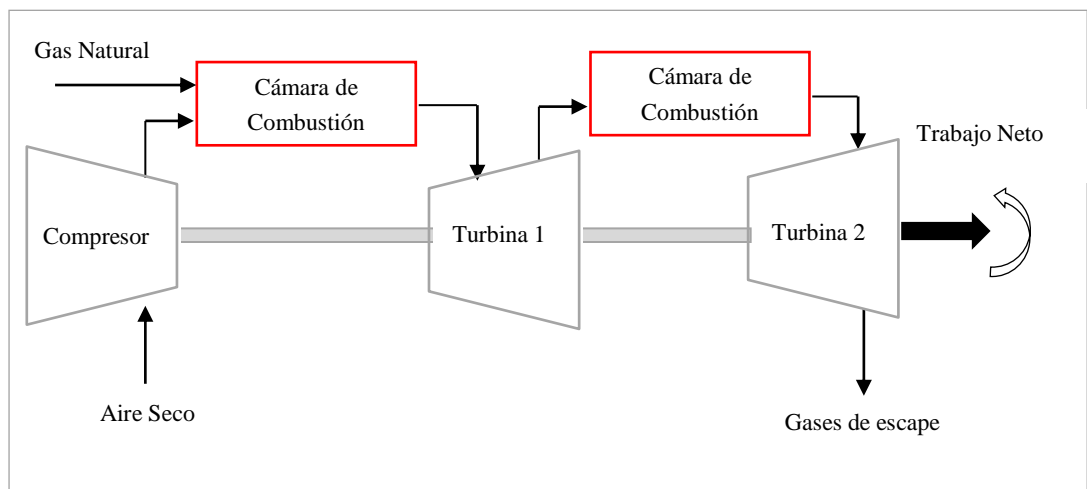 Gas Natural
Cámara de
Combustión
Cámara de
Combustión
Trabajo Neto
Compresor
Turbina 1
Turbina 2
Aire Seco
Gases de escape